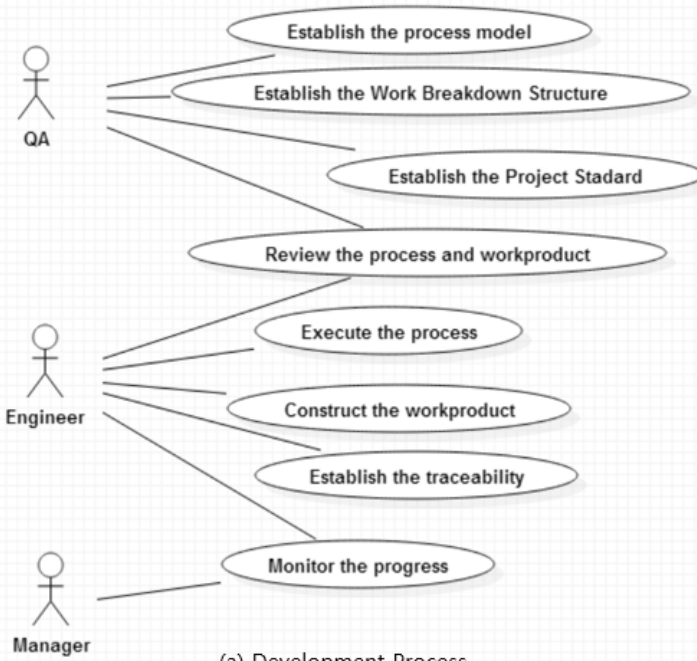 Establish the process model
Establish the Work Breakdown Structure
QA
Establish the Project Stadard
Review the process and workproduct
Execute the process
Engineer
Construct the workproduct
Establish the traceability
Monitor the progress
Manager
(a) Development Process